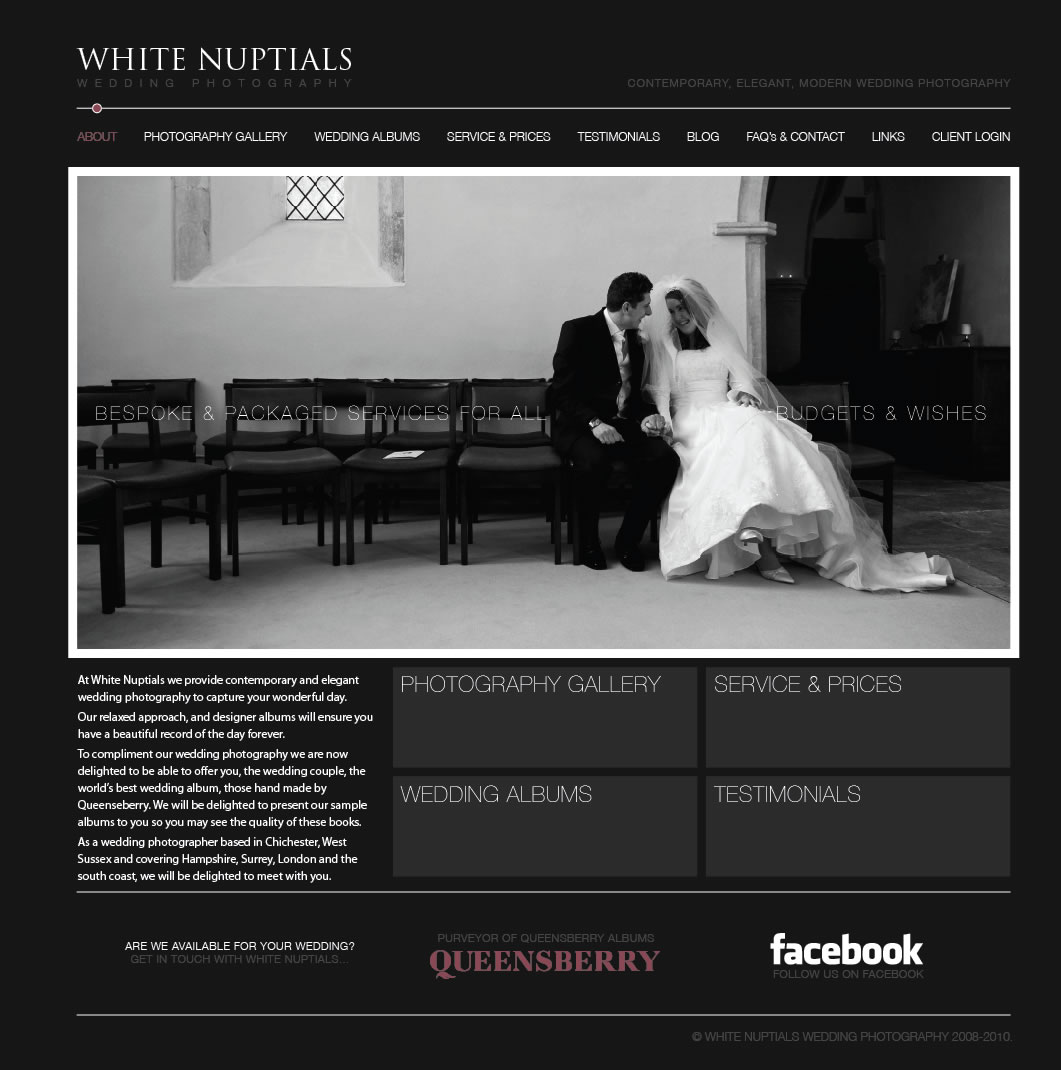 WHITE NUPTIALS
WEDDING PHOTOGRAPHY
CONTEMPORARY, ELEGANT, MODERN WEDDING PHOTOGRAPHY
ABOUT PHOTOGRAPHY GALLERY WEDDING ALBUMS SERVICE & PRICES TESTIMONIALS BLOG FAQ's & CONTACT LINKS CLIENT LOGIN
BESPOKE & PACKAGED SERVICES FOR ALL BUDGETS & WISHES
At White Nuptials we provide contemporary and elegant
wedding photography to capture your wonderful day.
Our relaxed approach, and designer albums will ensure you
have a beautiful record of the day forever.
To compliment our wedding photography we are now
delighted to be able to offer you, the wedding couple, the
world's best wedding album, those hand made by
Queenseberry. We will be delighted to present our sample
albums to you so you may see the quality of these books.
As a wedding photographer based in Chichester, West
Sussex and covering Hampshire, Surrey, London and the
south coast, we will be delighted to meet with you.
PHOTOGRAPHY GALLERY
SERVICE & PRICES
WEDDING ALBUMS
TESTIMONIALS
ARE WE AVAILABLE FOR YOUR WEDDING?
GET IN TOUCH WITH WHITE NUPTIALS...
PURVEYOR OF QUEENSBERRY ALBUMS
QUEENSBERRY
facebook
FOLLOW US ON FACEBOOK
© WHITE NUPTIALS WEDDING PHOTOGRAPHY 2008-2010.